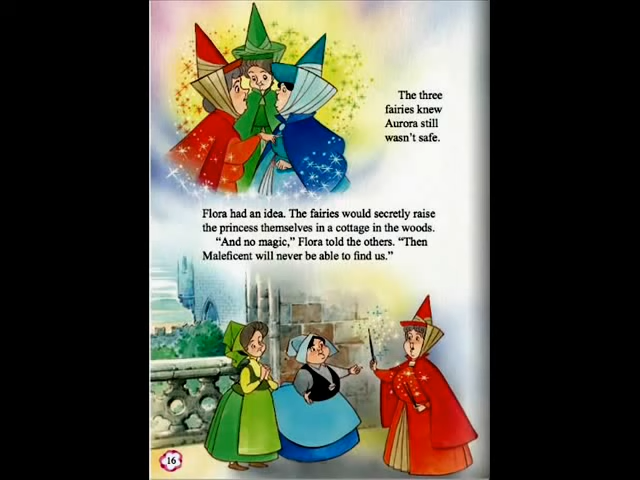 The three
fairies knew
Aurora still
wasn't safe.
Flora had an idea. The fairies would secretly raise
the princess themselves in a cottage in the woods.
"And no magic," Flora told the others. "Then
Maleficent will never be able to find us."
16